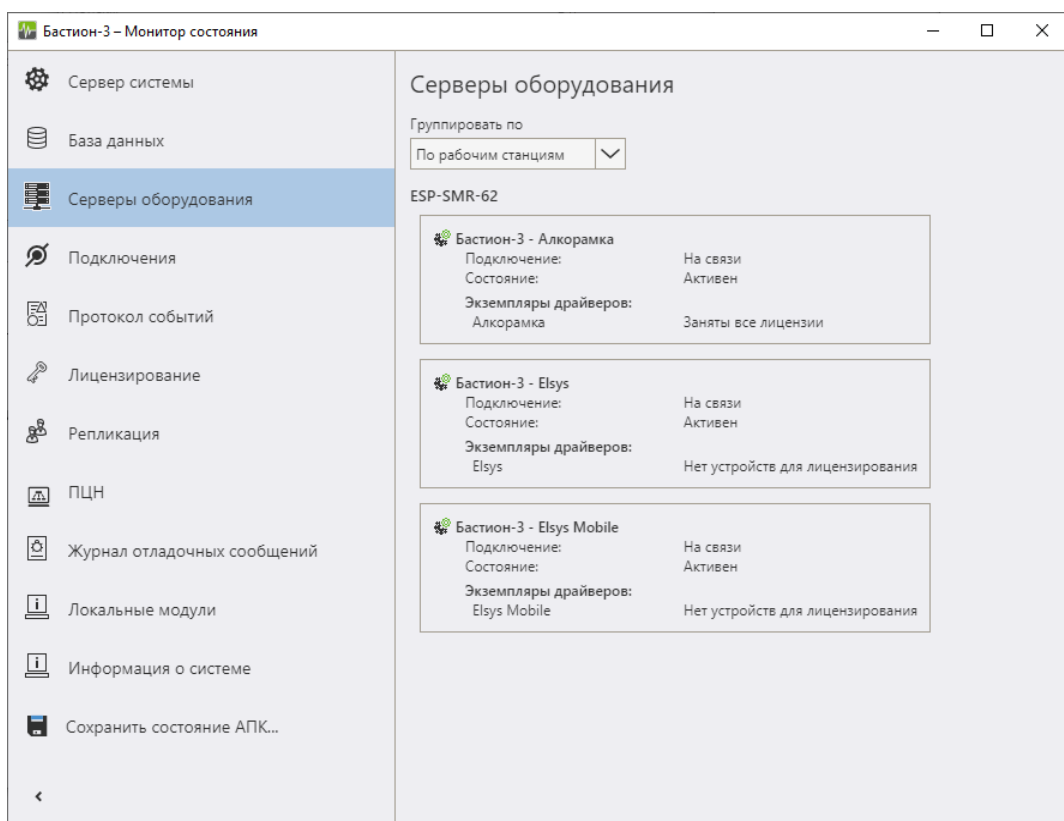 Бастион-3 – Монитор состояния
Сервер системы
База данных
Серверы оборудования
Подключения
Протокол событий
Лицензирование
Репликация
ПЦН
Журнал отладочных сообщений
Локальные модули
Информация о системе
Сохранить состояние АПК...
Серверы оборудования
Группировать по
По рабочим станциям
ESP-SMR-62
Бастион-3 - Алкорамка
Подключение: На связи
Состояние: Активен
Экземпляры драйверов:
Алкорамка Заняты все лицензии
Бастион-3 - Elsys
Подключение: На связи
Состояние: Активен
Экземпляры драйверов:
Elsys Нет устройств для лицензирования
Бастион-3 - Elsys Mobile
Подключение: На связи
Состояние: Активен
Экземпляры драйверов:
Elsys Mobile Нет устройств для лицензирования